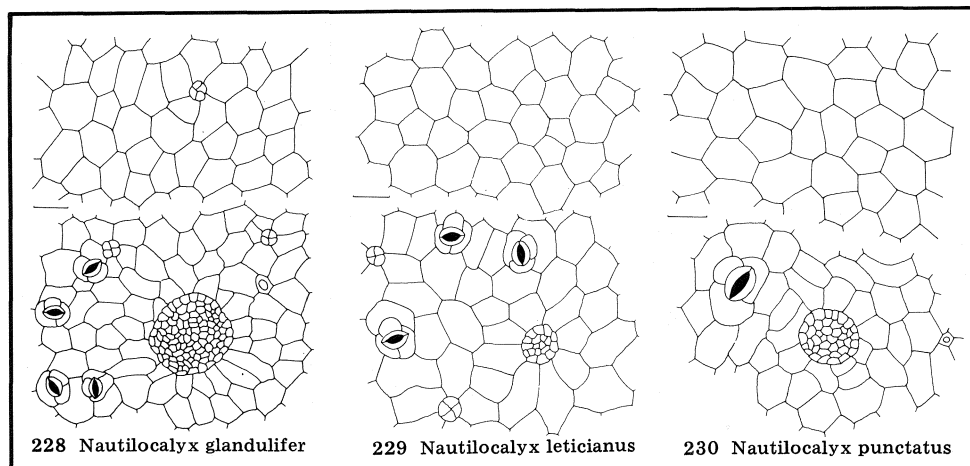 228 Nautilocalyx glandulifer
229 Nautilocalyx leticianus
230 Nautilocalyx punctatus